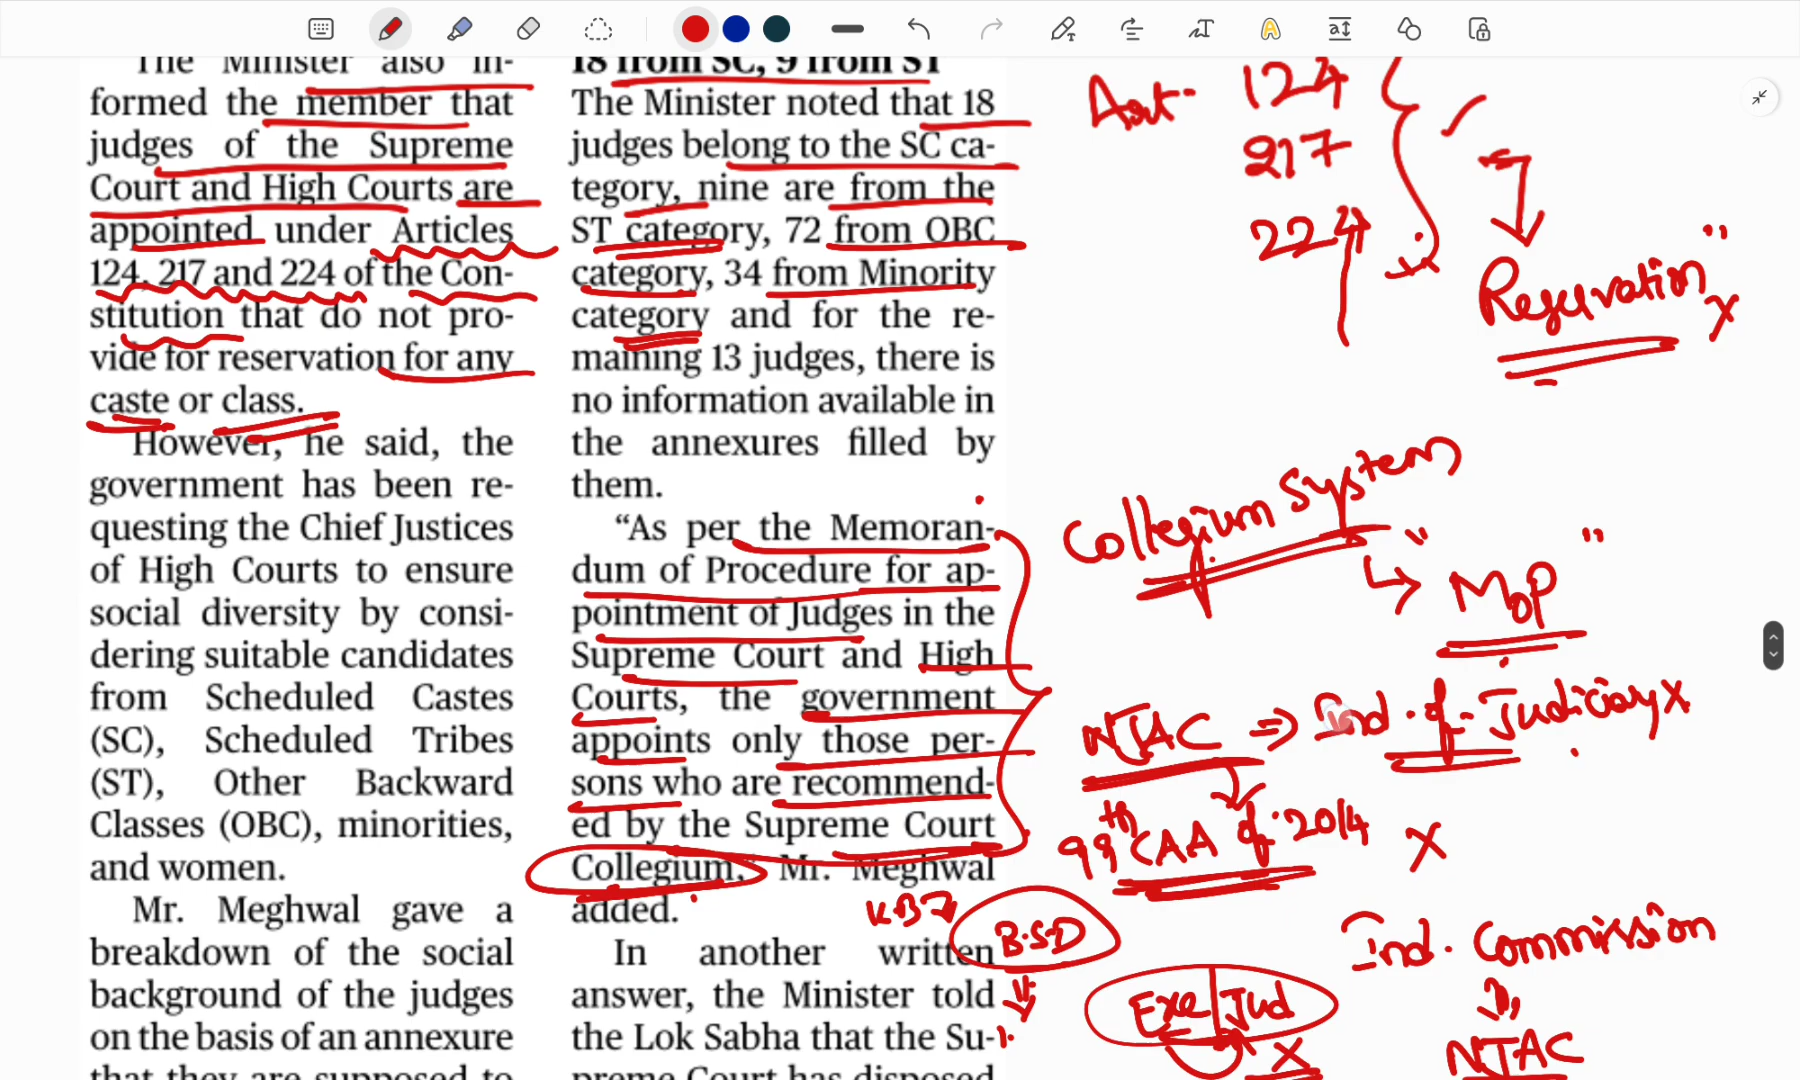 The Minister also in-
formed the member that
judges of the Supreme
Court and High Courts are
appointed under Articles
124, 217 and 224 of the Con-
stitution that do not pro-
vide for reservation for any
caste or class.
However, he said, the
government has been re-
questing the Chief Justices
of High Courts to ensure
social diversity by consi-
dering suitable candidates
from Scheduled Castes
(SC), Scheduled Tribes
(ST), Other Backward
Classes (OBC), minorities,
and women.
Mr. Meghwal gave a
breakdown of the social
background of the judges
on the basis of an annexure
that they are supposed to
18 from SC, 9 from ST
The Minister noted that 18
judges belong to the SC ca-
tegory, nine are from the
ST category, 72 from OBC
category, 34 from Minority
category and for the re-
maining 13 judges, there is
no information available in
the annexures filled by
them.
“As per the Memoran-
dum of Procedure for ap-
pointment of Judges in the
Supreme Court and High
Courts, the government
appoints only those per-
sons who are recommend-
ed by the Supreme Court
Collegium,” Mr. Meghwal
added.
In another written
answer, the Minister told
the Lok Sabha that the Su-
preme Court has disposed
124
217
224
Reservation" X
Collegium System
" MoP "
NJAC => Ind. of Judiciary X
99th CAA of 2014 X
B.S.D
Ind. Commission
Exe Jud
X
NJAC